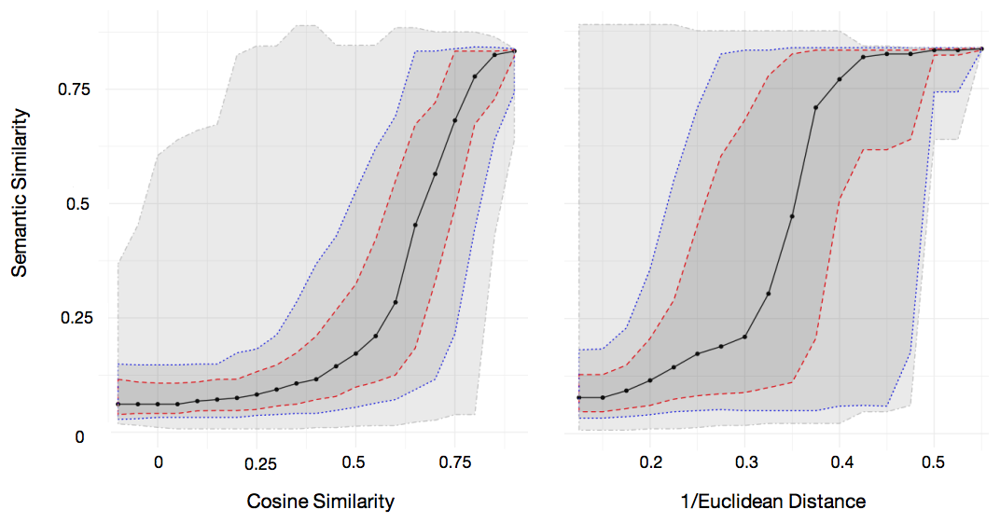 Semantic Similarity
0.75
0.5
0.25
0
0 0.25 0.5 0.75
Cosine Similarity
0.2 0.3 0.4 0.5
1/Euclidean Distance